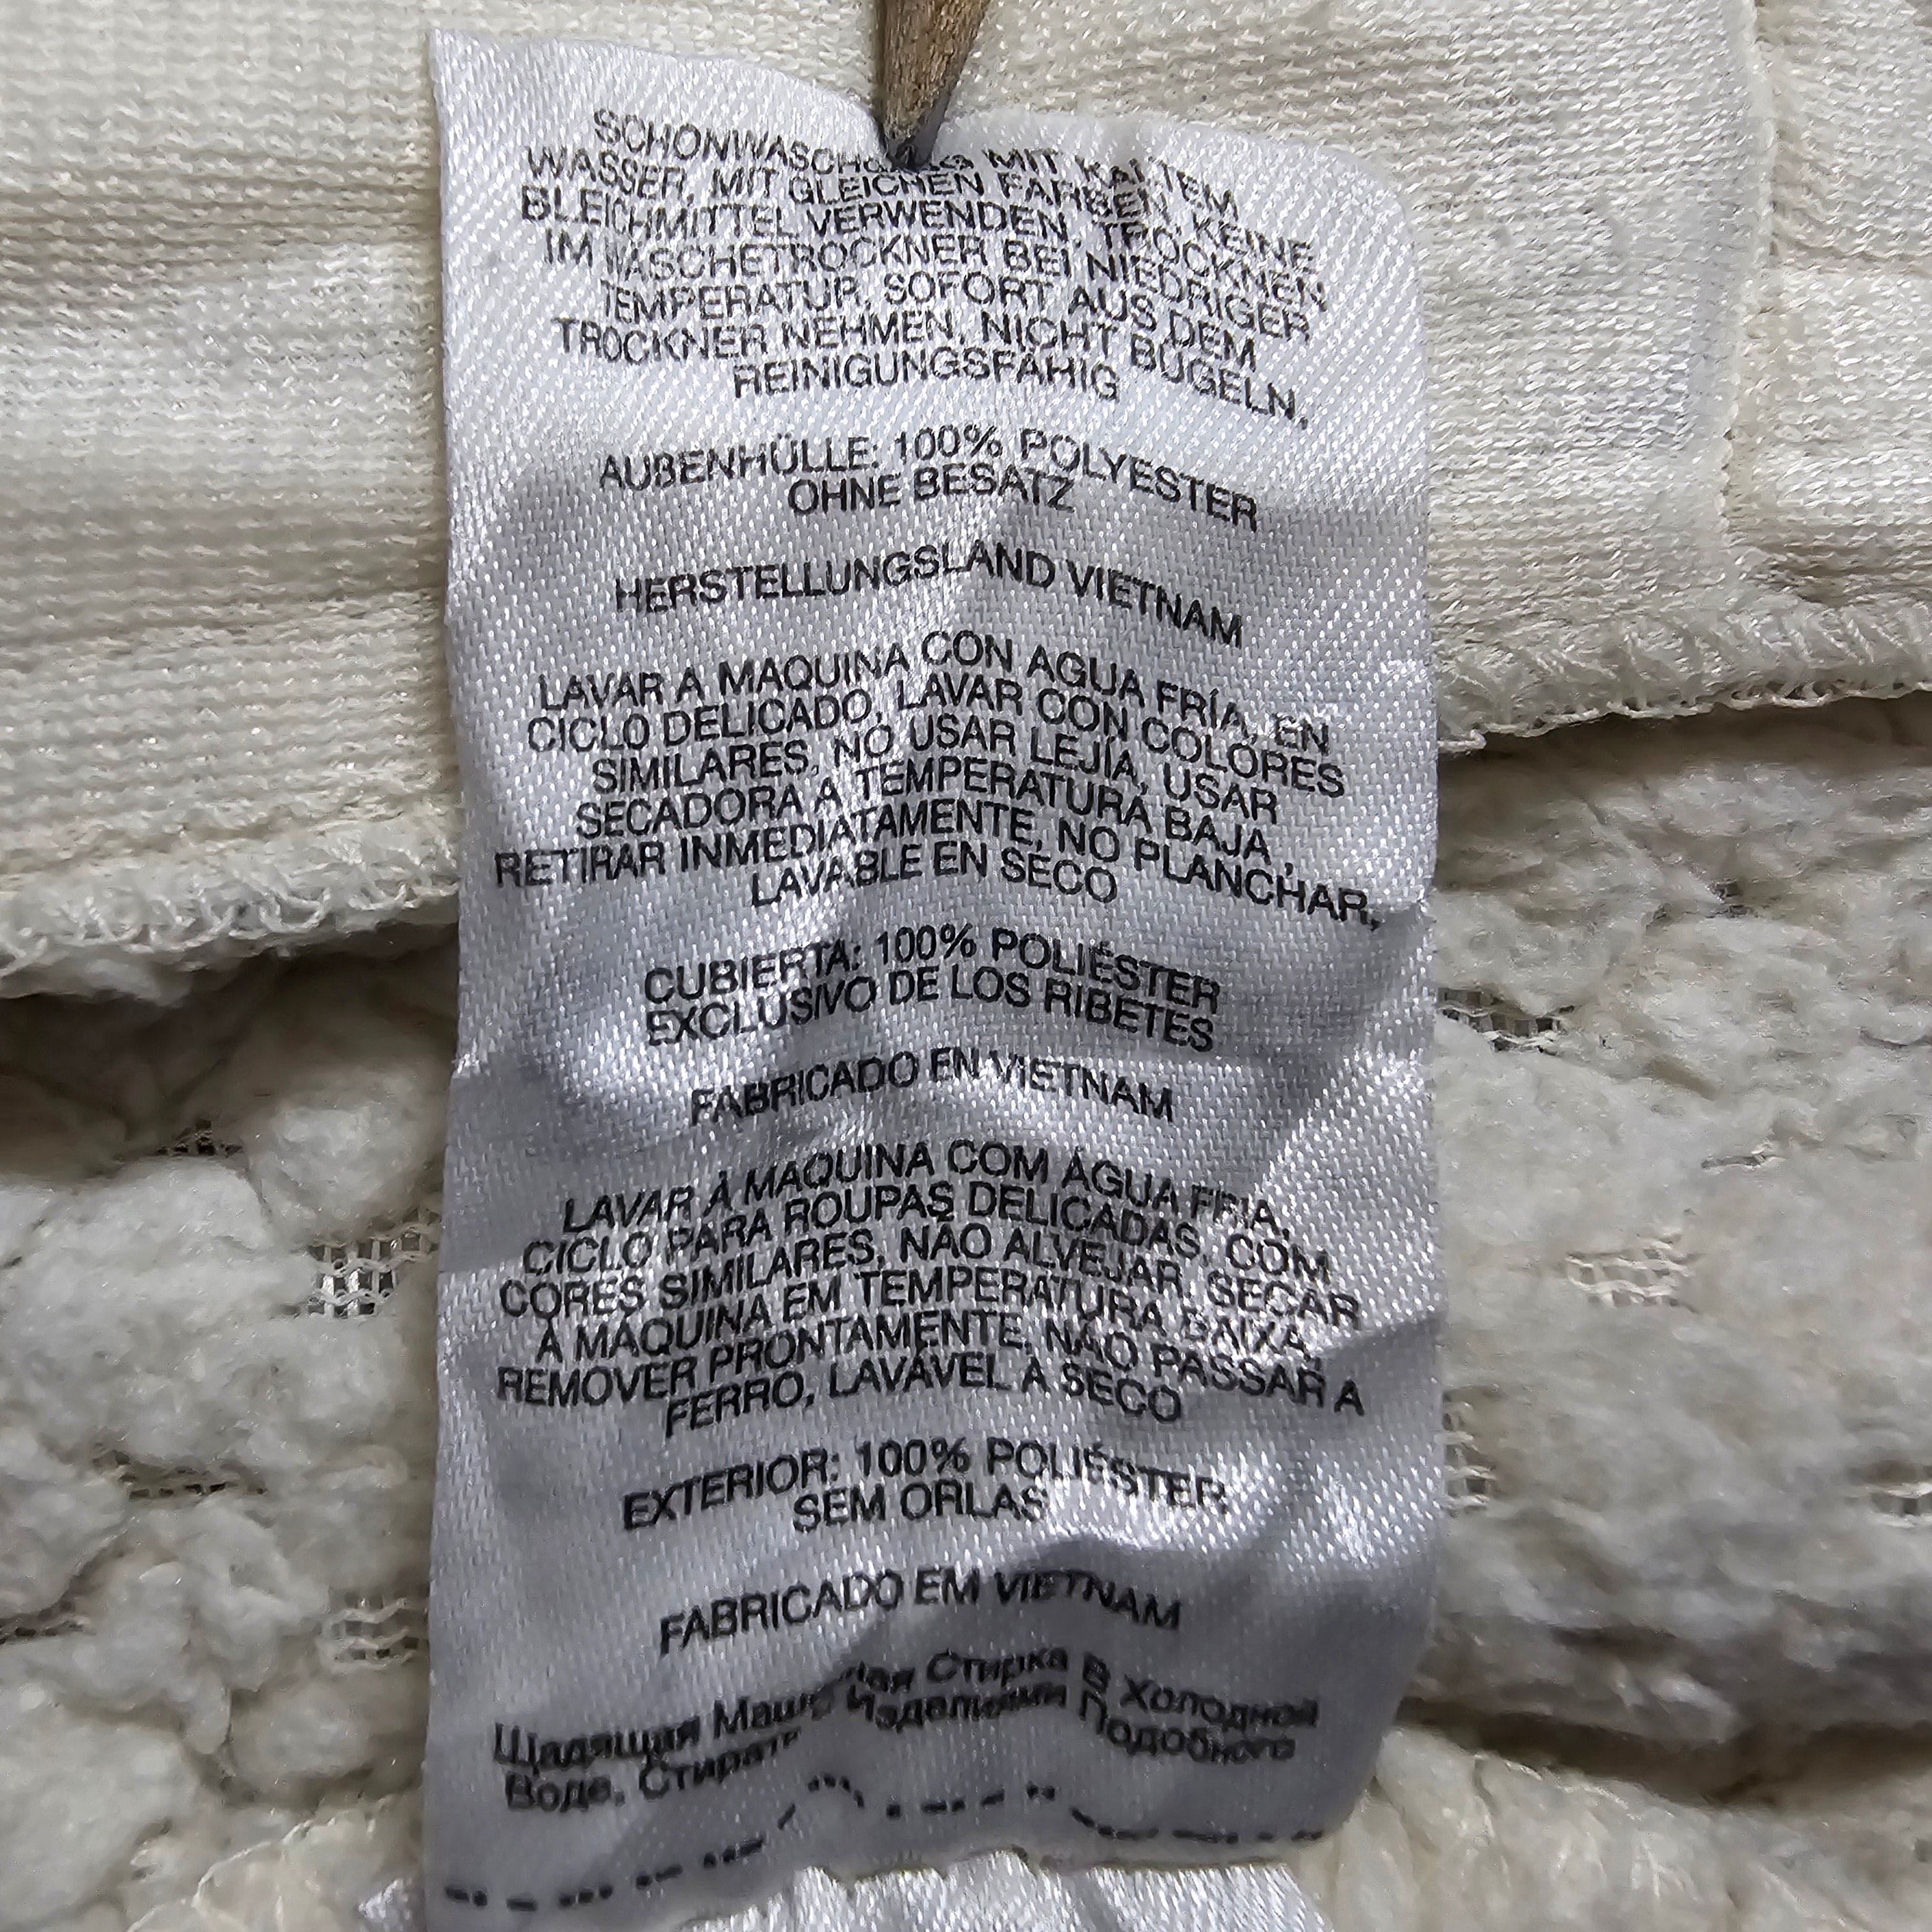 SCHONWASCHGANG MIT KALTEM
WASSER, MIT GLEICHEN FARBEN, KEINE
BLEICHMITTEL VERWENDEN, TROCKNEN
IM WASCHETROCKNER BEI NIEDRIGER
TEMPERATUR, SOFORT AUS DEM
TROCKNER NEHMEN, NICHT BUGELN,
REINIGUNGSFAHIG
AUBENHÜLLE: 100% POLYESTER
OHNE BESATZ
HERSTELLUNGSLAND VIETNAM
LAVAR A MAQUINA CON AGUA FRÍA, EN
CICLO DELICADO, LAVAR CON COLORES
SIMILARES, NO USAR LEJÍA, USAR
SECADORA A TEMPERATURA BAJA ,
RETIRAR INMEDIATAMENTE, NO PLANCHAR,
LAVABLE EN SECO
CUBIERTA: 100% POLIÉSTER
EXCLUSIVO DE LOS RIBETES
FABRICADO EN VIETNAM
LAVAR À MAQUINA COM ÁGUA FRIA,
CICLO PARA ROUPAS DELICADAS, COM
CORES SIMILARES, NÃO ALVEJAR, SECAR
À MAQUINA EM TEMPERATURA BAIXA,
REMOVER PRONTAMENTE, NÃO PASSAR A
FERRO, LAVÁVEL A SECO
EXTERIOR: 100% POLIÉSTER
SEM ORLAS
FABRICADO EM VIETNAM
Щадящая Стирка В Холодной
Воде, Стирать Изделиями Подобного